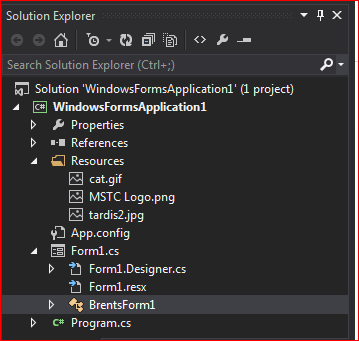 Solution Explorer
Search Solution Explorer (Ctrl+;)
Solution 'WindowsFormsApplication1' (1 project)
C# WindowsFormsApplication1
Properties
References
Resources
cat.gif
MSTC Logo.png
tardis2.jpg
App.config
Form1.cs
Form1.Designer.cs
Form1.resx
BrentsForm1
C# Program.cs